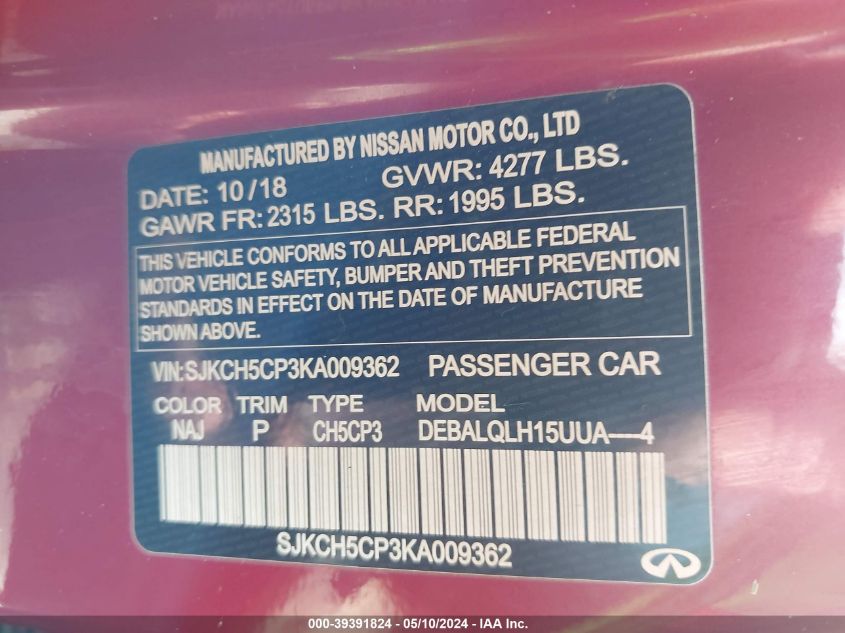 MANUFACTURED BY NISSAN MOTOR CO., LTD
DATE: 10/18 GVWR: 4277 LBS.
GAWR FR: 2315 LBS. RR: 1995 LBS.
THIS VEHICLE CONFORMS TO ALL APPLICABLE FEDERAL
MOTOR VEHICLE SAFETY, BUMPER AND THEFT PREVENTION
STANDARDS IN EFFECT ON THE DATE OF MANUFACTURE
SHOWN ABOVE.
VIN:SJKCH5CP3KA009362 PASSENGER CAR
COLOR TRIM TYPE MODEL
NAJ P CH5CP3 DEBALQLH15UUA----4
SJKCH5CP3KA009362
000-39391824 — 05/10/2024 — IAA Inc.